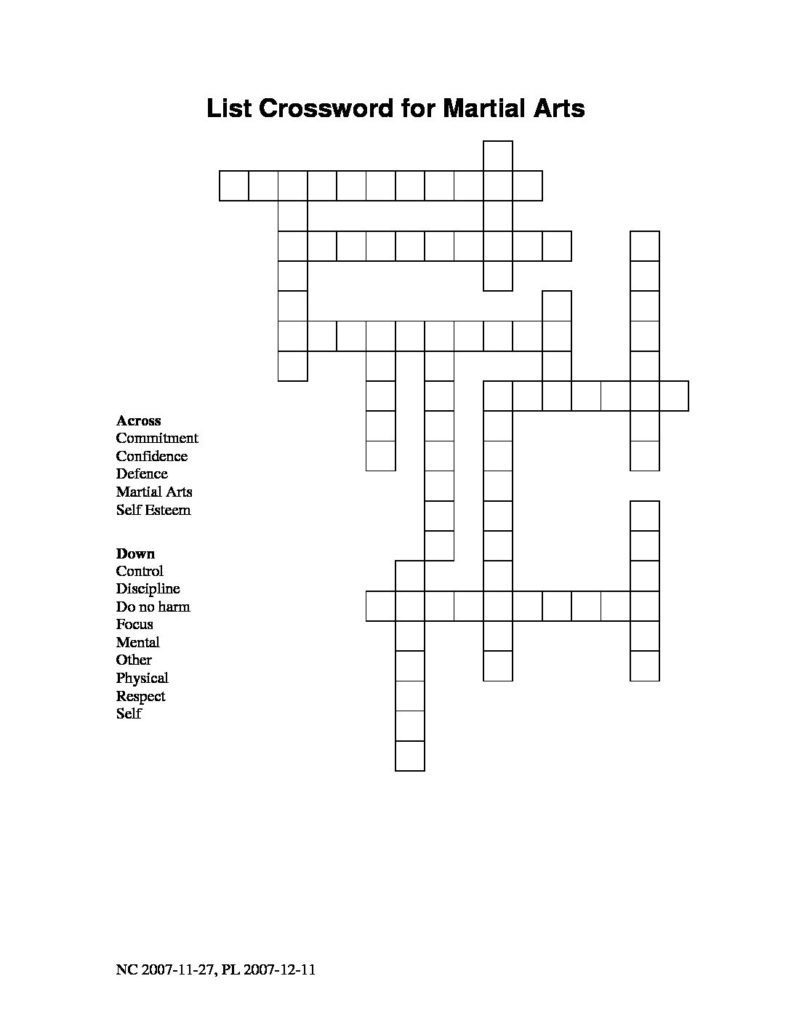 List Crossword for Martial Arts
Across
Commitment
Confidence
Defence
Martial Arts
Self Esteem
Down
Control
Discipline
Do no harm
Focus
Mental
Other
Physical
Respect
Self
NC 2007-11-27, PL 2007-12-11